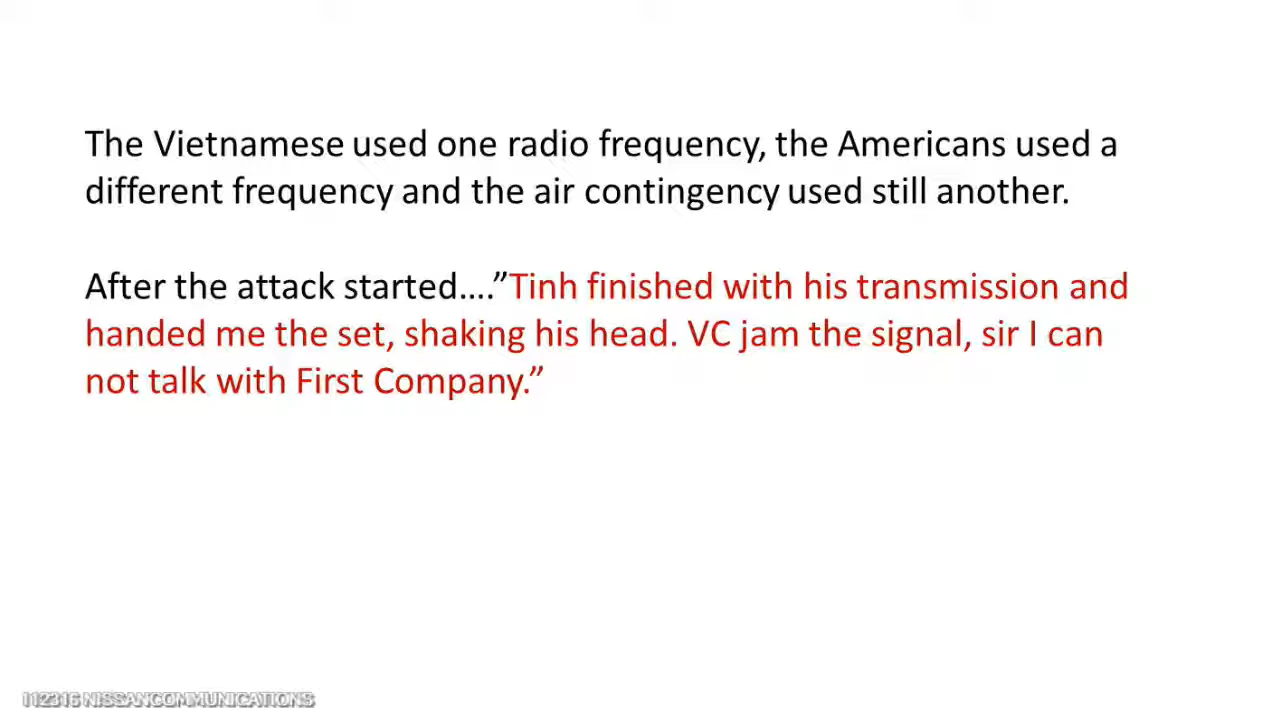 The Vietnamese used one radio frequency, the Americans used a
different frequency and the air contingency used still another.
After the attack started….”Tinh finished with his transmission and
handed me the set, shaking his head. VC jam the signal, sir I can
not talk with First Company.”
112316 NISSANCOMMUNICATIONS